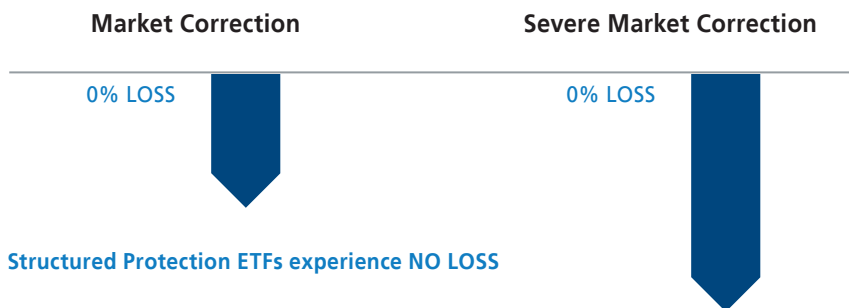 Market Correction
Severe Market Correction
0% LOSS
0% LOSS
Structured Protection ETFs experience NO LOSS